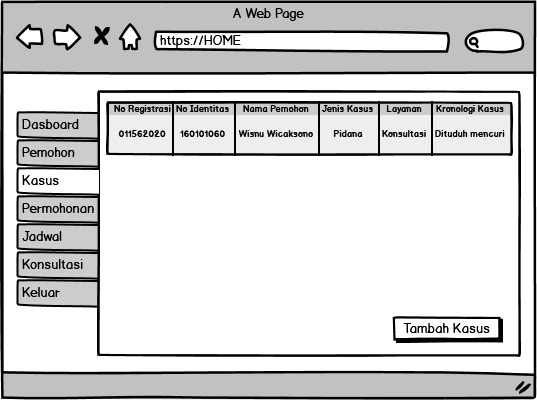 A Web Page
https://HOME
No Registrasi No Identitas Nama Pemohon Jenis Kasus Layanan Kronologi Kasus
011562020 160101060 Wisnu Wicaksono Pidana Konsultasi Dituduh mencuri
Dasboard
Pemohon
Kasus
Permohonan
Jadwal
Konsultasi
Keluar
Tambah Kasus